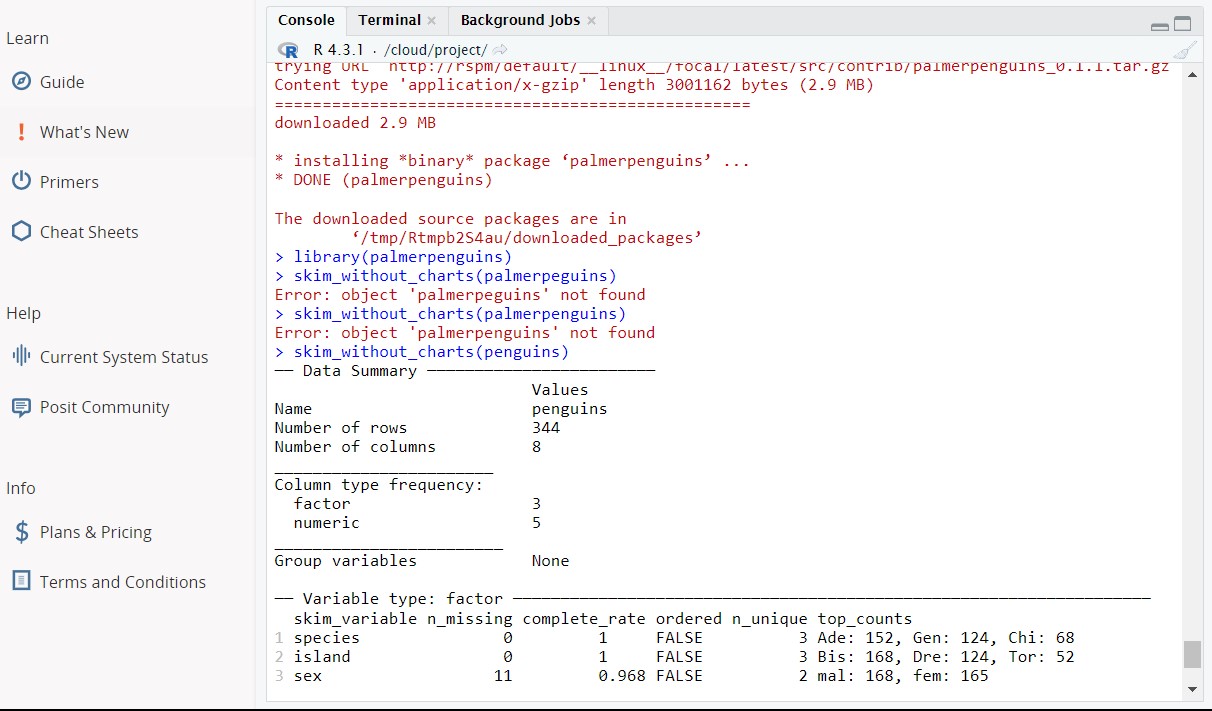 Learn
Guide
What's New
Primers
Cheat Sheets
Help
Current System Status
Posit Community
Info
Plans & Pricing
Terms and Conditions
Console Terminal × Background Jobs ×
R R 4.3.1 · /cloud/project/
trying URL 'http://rspm/default/__linux__/focal/latest/src/contrib/palmerpenguins_0.1.1.tar.gz
Content type 'application/x-gzip' length 3001162 bytes (2.9 MB)
==================================================
downloaded 2.9 MB
* installing *binary* package ‘palmerpenguins’ ...
* DONE (palmerpenguins)
The downloaded source packages are in
‘/tmp/Rtmpb2S4au/downloaded_packages’
> library(palmerpenguins)
> skim_without_charts(palmerpeguins)
Error: object 'palmerpeguins' not found
> skim_without_charts(palmerpenguins)
Error: object 'palmerpenguins' not found
> skim_without_charts(penguins)
── Data Summary ────────────────────────
Values
Name penguins
Number of rows 344
Number of columns 8
_______________________
Column type frequency:
factor 3
numeric 5
________________________
Group variables None
── Variable type: factor ────────────────────────────────────────────────────────────────────
skim_variable n_missing complete_rate ordered n_unique top_counts
1 species 0 1 FALSE 3 Ade: 152, Gen: 124, Chi: 68
2 island 0 1 FALSE 3 Bis: 168, Dre: 124, Tor: 52
3 sex 11 0.968 FALSE 2 mal: 168, fem: 165